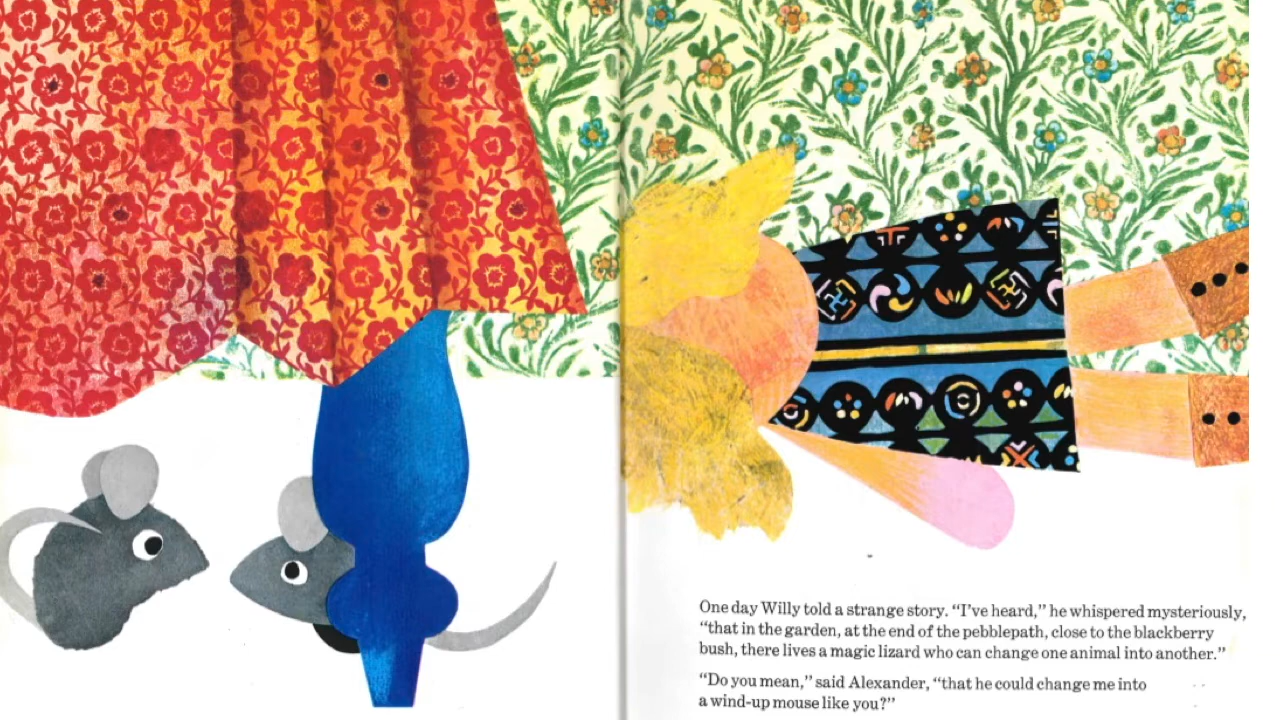 One day Willy told a strange story. “I’ve heard,” he whispered mysteriously,
“that in the garden, at the end of the pebblepath, close to the blackberry
bush, there lives a magic lizard who can change one animal into another.”
“Do you mean,” said Alexander, “that he could change me into
a wind-up mouse like you?”